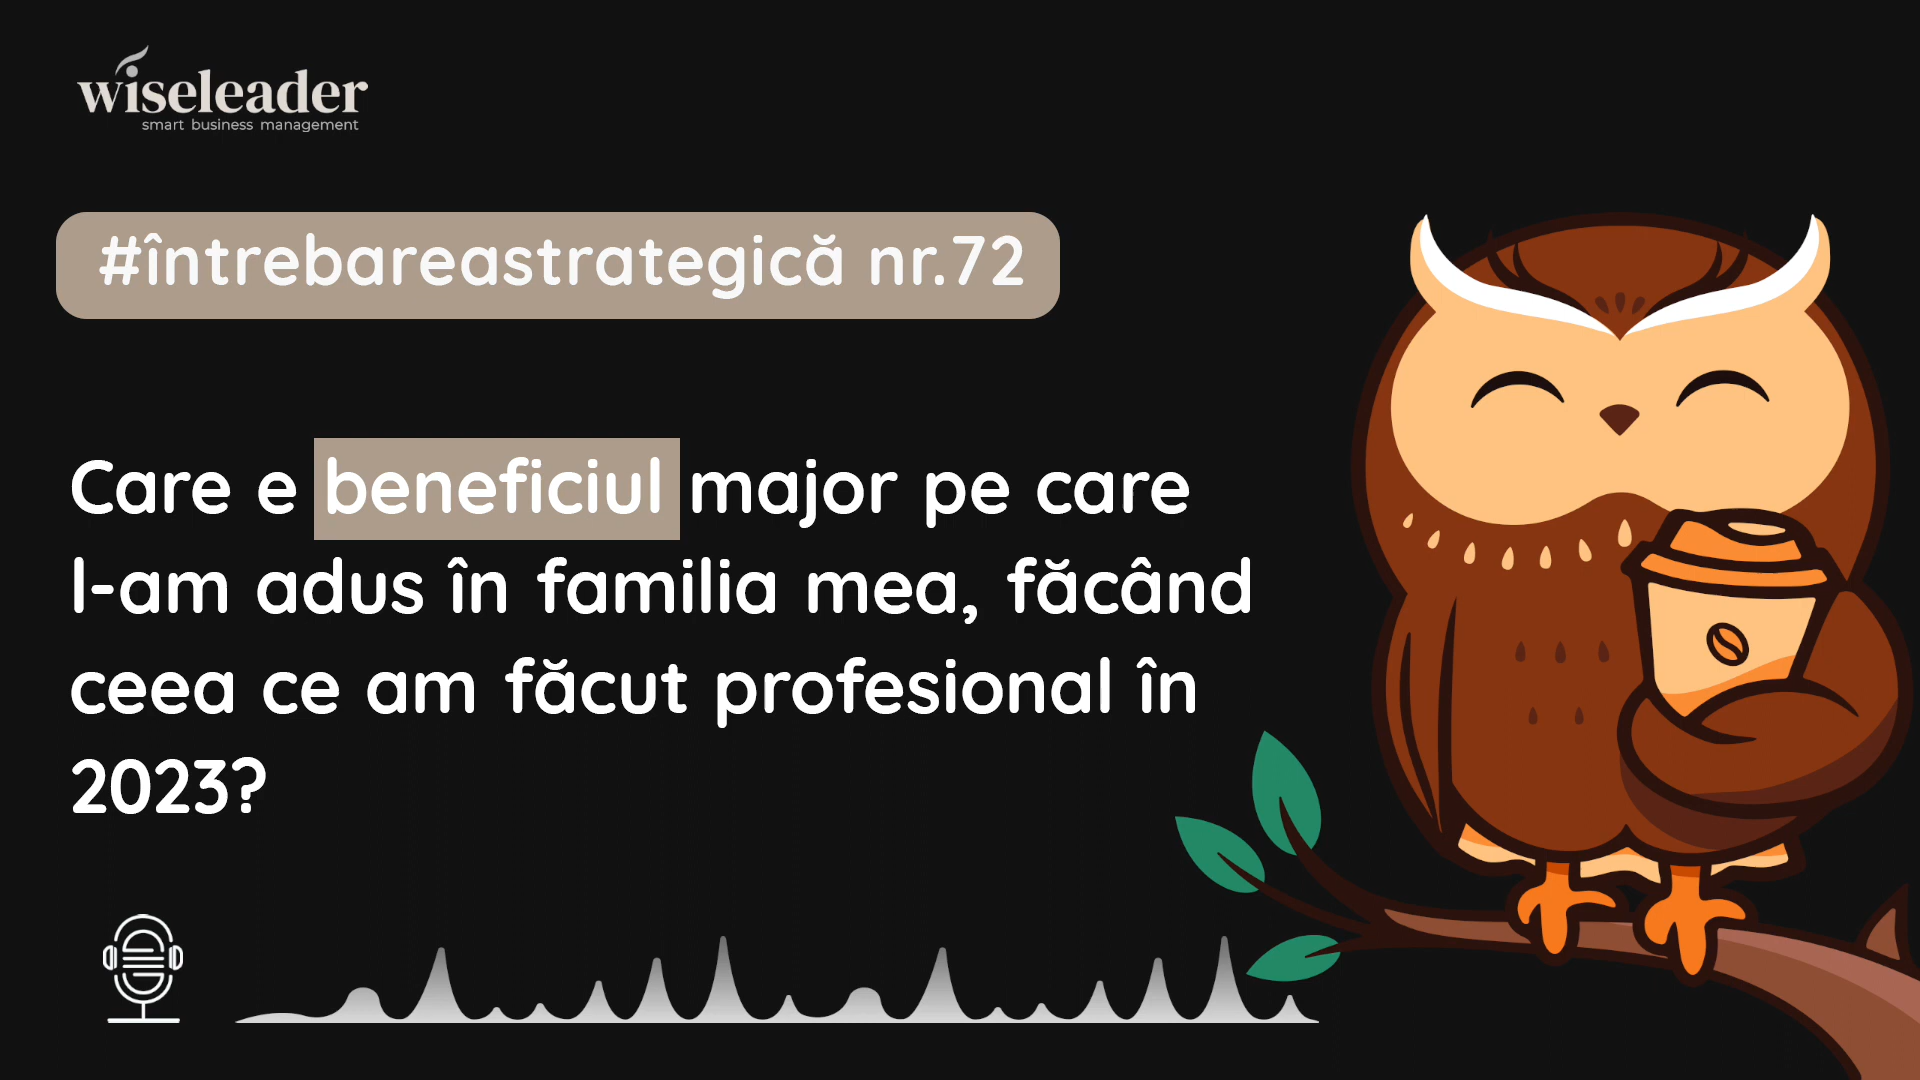 wiseleader
smart business management
#întrebareastrategică nr.72
Care e beneficiul major pe care
l-am adus în familia mea, făcând
ceea ce am făcut profesional în
2023?